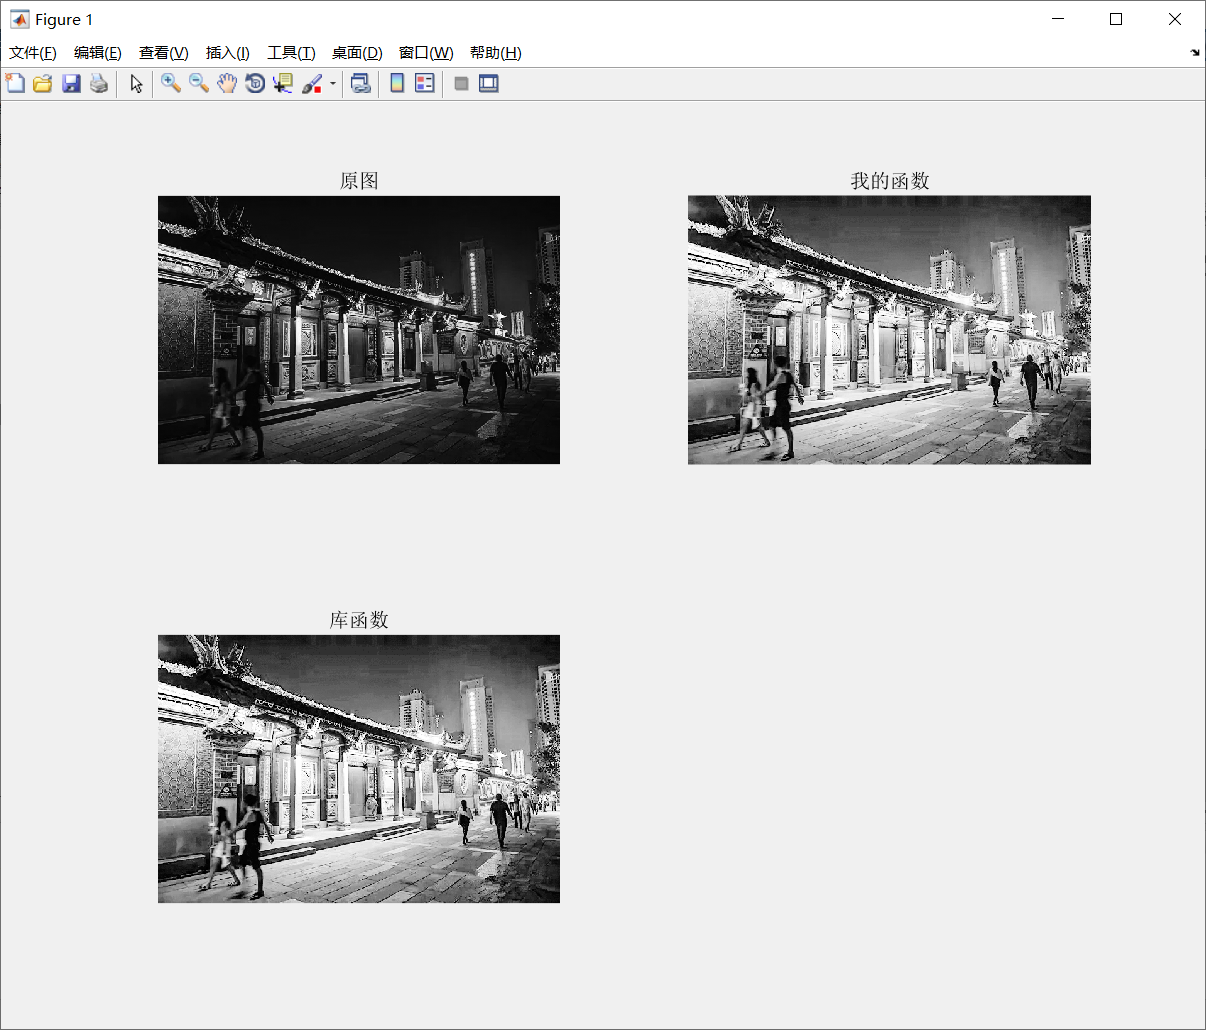 Figure 1
文件(F) 编辑(E) 查看(V) 插入(I) 工具(T) 桌面(D) 窗口(W) 帮助(H)
原图
我的函数
库函数